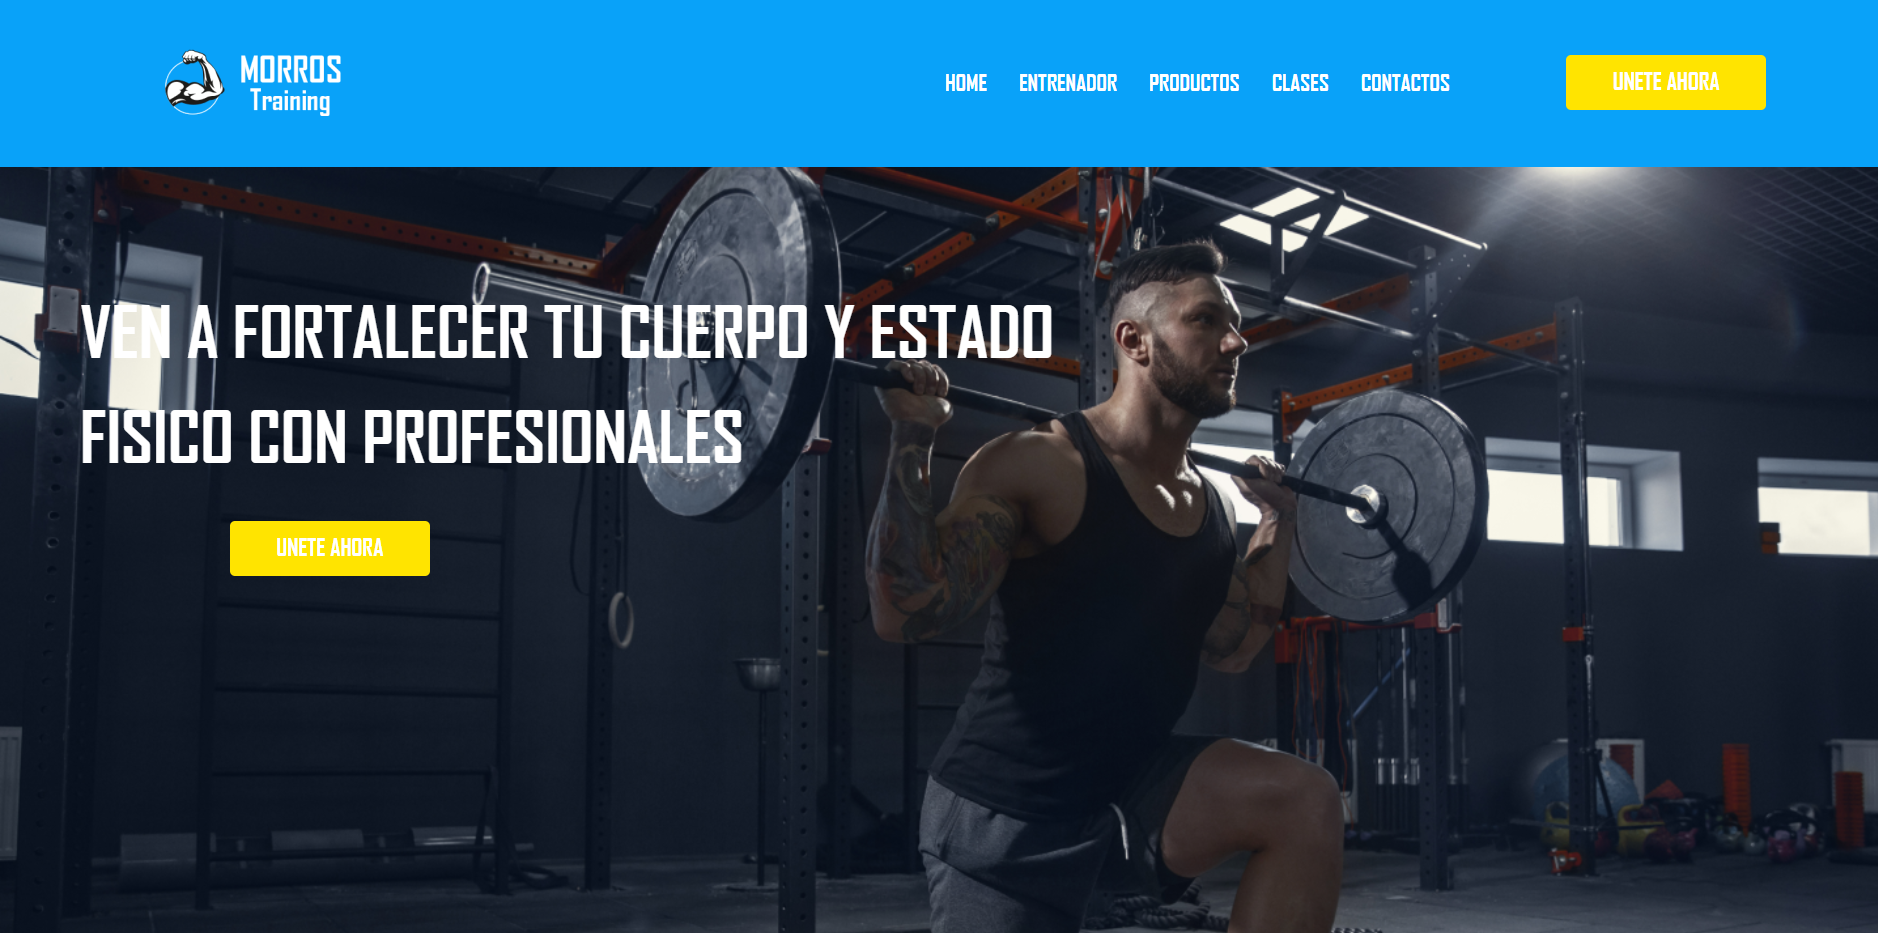 MORROS
Training
HOME ENTRENADOR PRODUCTOS CLASES CONTACTOS
UNETE AHORA
VEN A FORTALECER TU CUERPO Y ESTADO
FISICO CON PROFESIONALES
UNETE AHORA